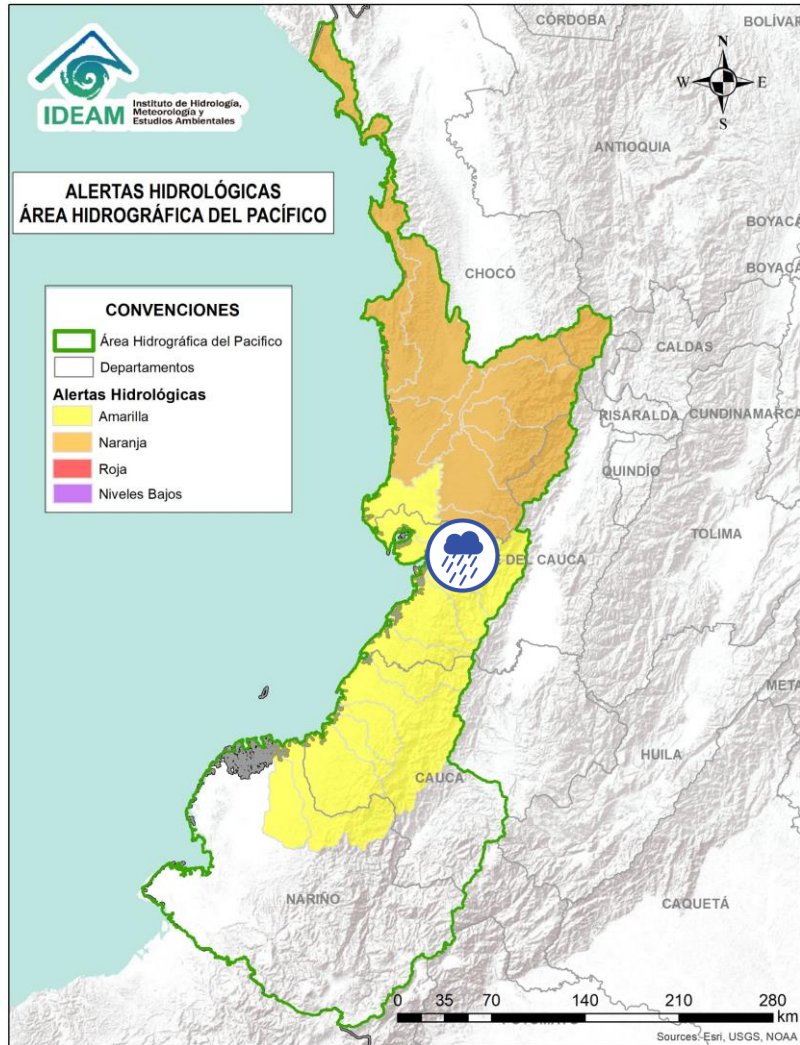 CÓRDOBA
BOLÍVAR
N
W E
S
IDEAM
Instituto de Hidrología,
Meteorología y
Estudios Ambientales
ANTIOQUIA
ALERTAS HIDROLÓGICAS
ÁREA HIDROGRÁFICA DEL PACÍFICO
BOYACÁ
BOYACÁ
CHOCÓ
CONVENCIONES
Área Hidrográfica del Pacifico
Departamentos
Alertas Hidrológicas
Amarilla
Naranja
Roja
Niveles Bajos
CALDAS
RISARALDA
CUNDINAMARCA
QUINDÍO
TOLIMA
DEL CAUCA
META
HUILA
CAUCA
NARIÑO
CAQUETÁ
0 35 70 140 210 280
km
Sources: Esri, USGS, NOAA